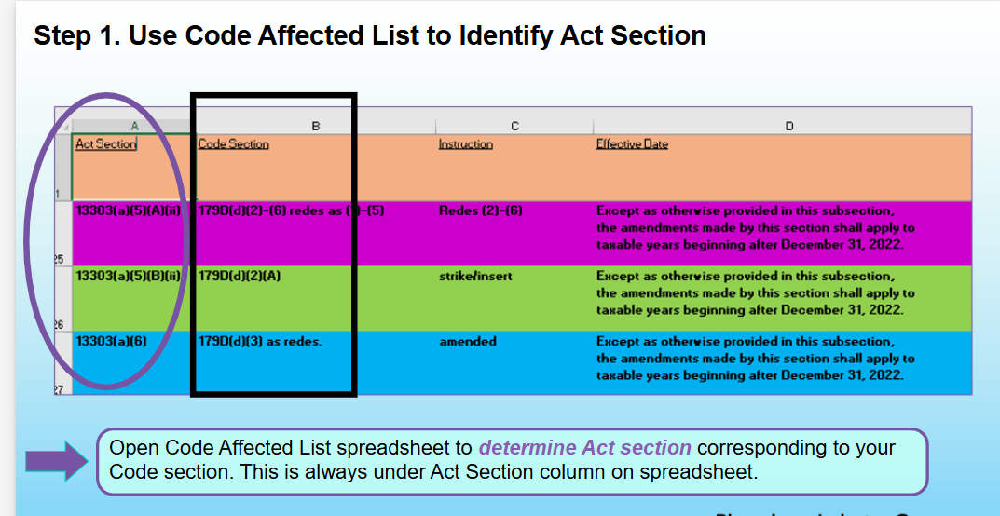 Step 1. Use Code Affected List to Identify Act Section
A B C D
Act Section Code Section Instruction Effective Date
1
13303(a)(5)(A)(ii) 179D(d)(2)-(6) redes as ( )-(5) Redes (2)-(6) Except as otherwise provided in this subsection,
the amendments made by this section shall apply to
25 taxable years beginning after December 31, 2022.
13303(a)(5)(B)(ii) 179D(d)(2)(A) strike/insert Except as otherwise provided in this subsection,
the amendments made by this section shall apply to
26 taxable years beginning after December 31, 2022.
13303(a)(6) 179D(d)(3) as redes. amended Except as otherwise provided in this subsection,
the amendments made by this section shall apply to
27 taxable years beginning after December 31, 2022.
Open Code Affected List spreadsheet to determine Act section corresponding to your
Code section. This is always under Act Section column on spreadsheet.